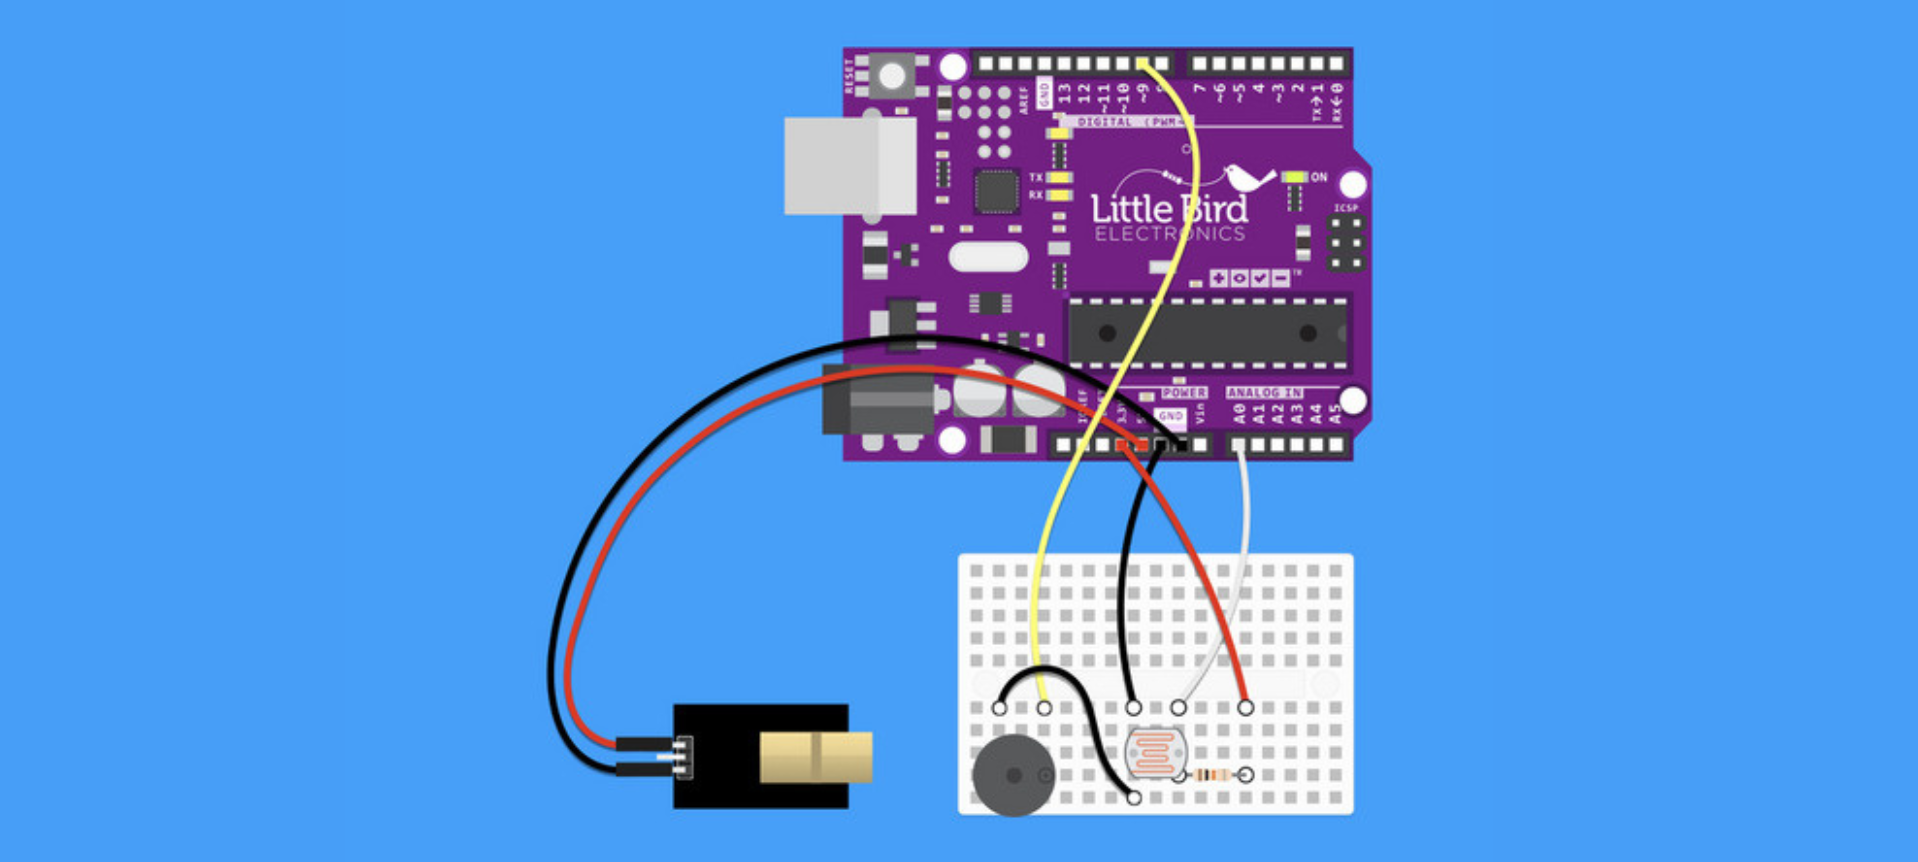 RESET
AREF
GND
13
12
~11
~10
~9
7
~6
~5
4
~3
2
TX→1
RX←0
DIGITAL (PWM~)
TX
RX
ON
Little Bird
ELECTRONICS
ICSP
TM
POWER
ANALOG IN
GND
Vin
A0
A1
A2
A3
A4
A5